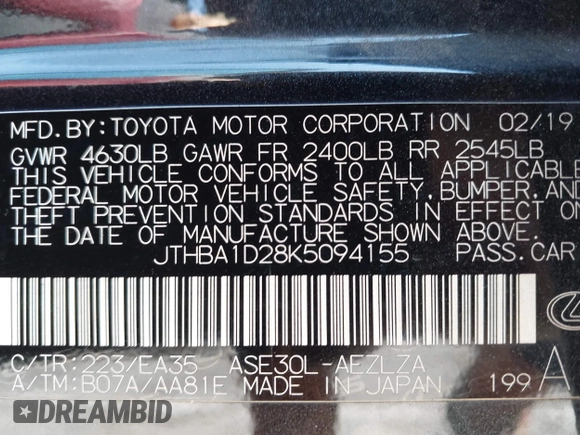 MFD.BY:TOYOTA MOTOR CORPORATION 02/19
GVWR 4630LB GAWR FR 2400LB RR 2545LB
THIS VEHICLE CONFORMS TO ALL APPLICABLE
FEDERAL MOTOR VEHICLE SAFETY, BUMPER, AND
THEFT PREVENTION STANDARDS IN EFFECT ON
THE DATE OF MANUFACTURE SHOWN ABOVE.
JTHBA1D28K5094155 PASS.CAR
C/TR:223/EA35 ASE30L-AEZLZA
A/TM:B07A/AA81E MADE IN JAPAN 199 A
DREAMBID